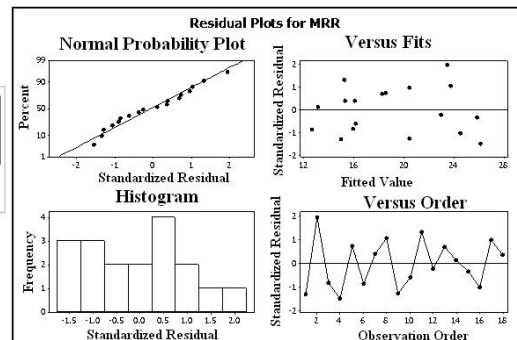 Residual Plots for MRR
Normal Probability Plot
Versus Fits
99
90
50
10
1
Percent
-2 -1 0 1 2
Standardized Residual
2
1
0
-1
-2
Standardized Residual
12 16 20 24 28
Fitted Value
Histogram
Versus Order
4
3
2
1
0
Frequency
-1.5 -1.0 -0.5 0.0 0.5 1.0 1.5 2.0
Standardized Residual
2
1
0
-1
-2
Standardized Residual
2 4 6 8 10 12 14 16 18
Observation Order